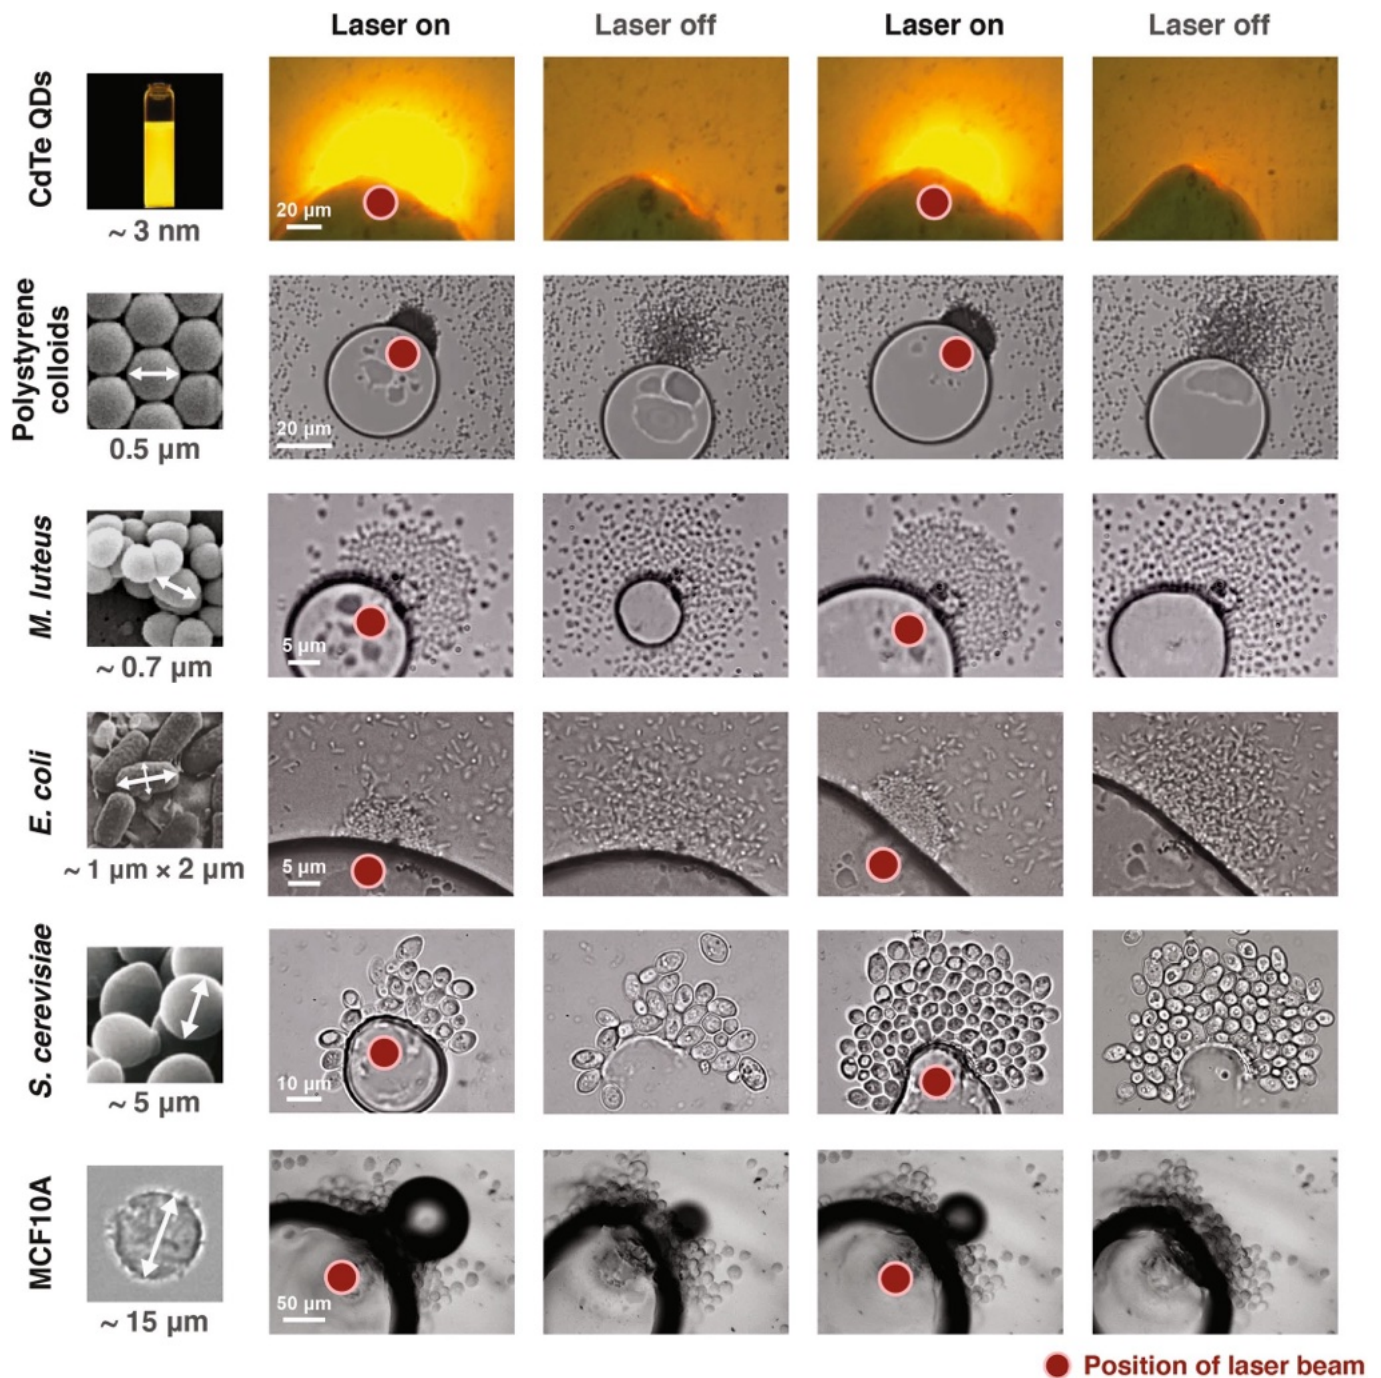 Laser on
Laser off
Laser on
Laser off
CdTe QDs
~ 3 nm
20 µm
Polystyrene
colloids
0.5 µm
20 µm
M. luteus
~ 0.7 µm
5 µm
E. coli
~ 1 µm × 2 µm
5 µm
S. cerevisiae
~ 5 µm
10 µm
MCF10A
~ 15 µm
50 µm
Position of laser beam